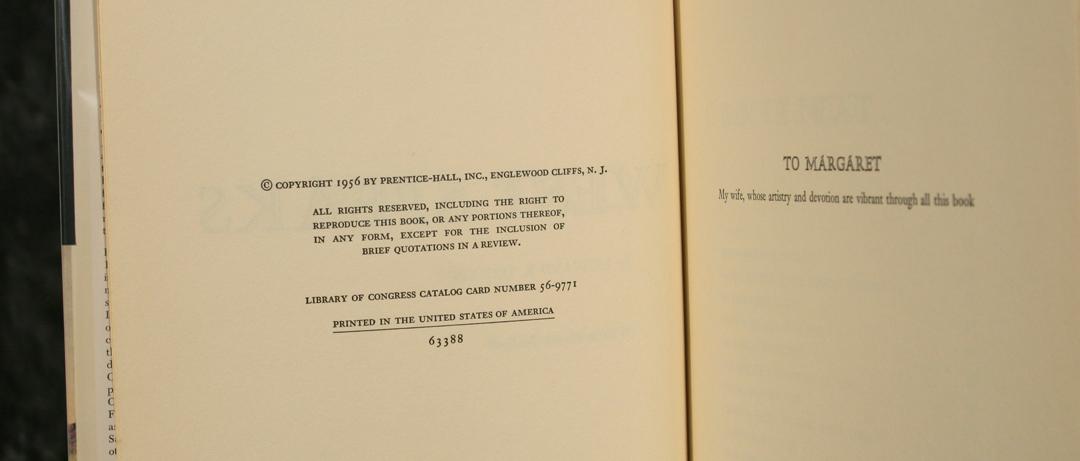 © COPYRIGHT 1956 BY PRENTICE-HALL, INC., ENGLEWOOD CLIFFS, N. J.
ALL RIGHTS RESERVED, INCLUDING THE RIGHT TO
REPRODUCE THIS BOOK, OR ANY PORTIONS THEREOF,
IN ANY FORM, EXCEPT FOR THE INCLUSION OF
BRIEF QUOTATIONS IN A REVIEW.
LIBRARY OF CONGRESS CATALOG CARD NUMBER 56-9771
PRINTED IN THE UNITED STATES OF AMERICA
63388
TO MÁRGÁRET
My wife, whose artistry and devotion are vibrant through all this book